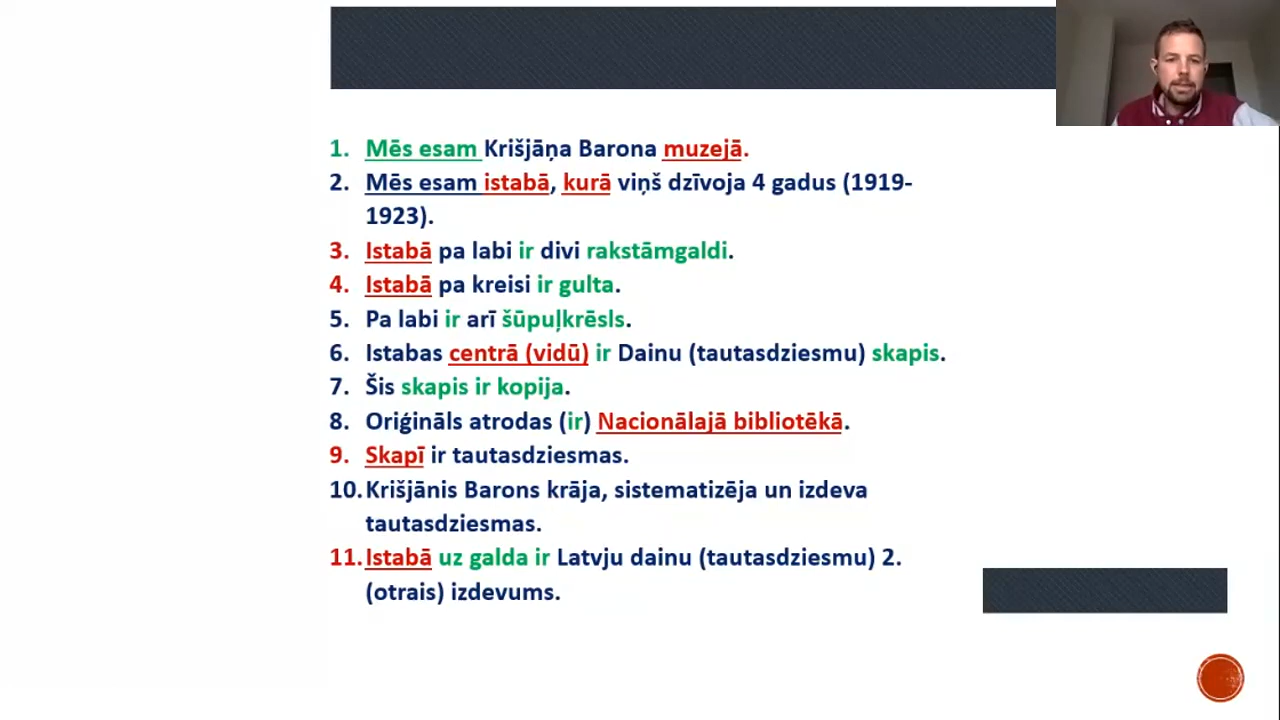 1. Mēs esam Krišjāņa Barona muzejā.
2. Mēs esam istabā, kurā viņš dzīvoja 4 gadus (1919-
1923).
3. Istabā pa labi ir divi rakstāmgaldi.
4. Istabā pa kreisi ir gulta.
5. Pa labi ir arī šūpuļkrēsls.
6. Istabas centrā (vidū) ir Dainu (tautasdziesmu) skapis.
7. Šis skapis ir kopija.
8. Oriģināls atrodas (ir) Nacionālajā bibliotēkā.
9. Skapī ir tautasdziesmas.
10. Krišjānis Barons krāja, sistematizēja un izdeva
tautasdziesmas.
11. Istabā uz galda ir Latvju dainu (tautasdziesmu) 2.
(otrais) izdevums.